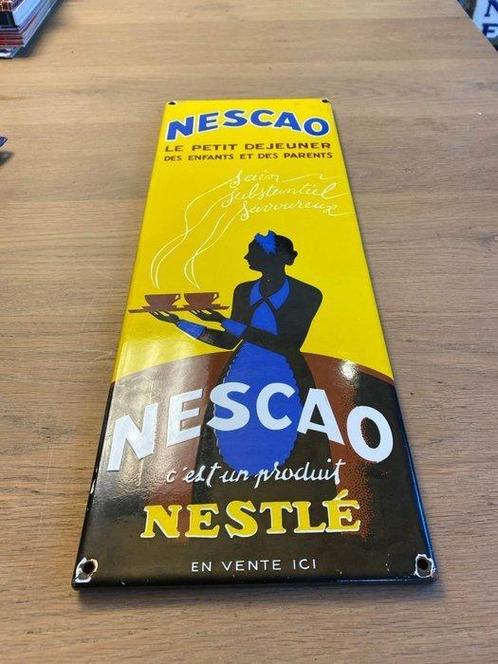 NESCAO
LE PETIT DEJEUNER
DES ENFANTS ET DES PARENTS
Sain
Substantiel
Savoureux
NESCAO
c'est un produit
NESTLÉ
EN VENTE ICI